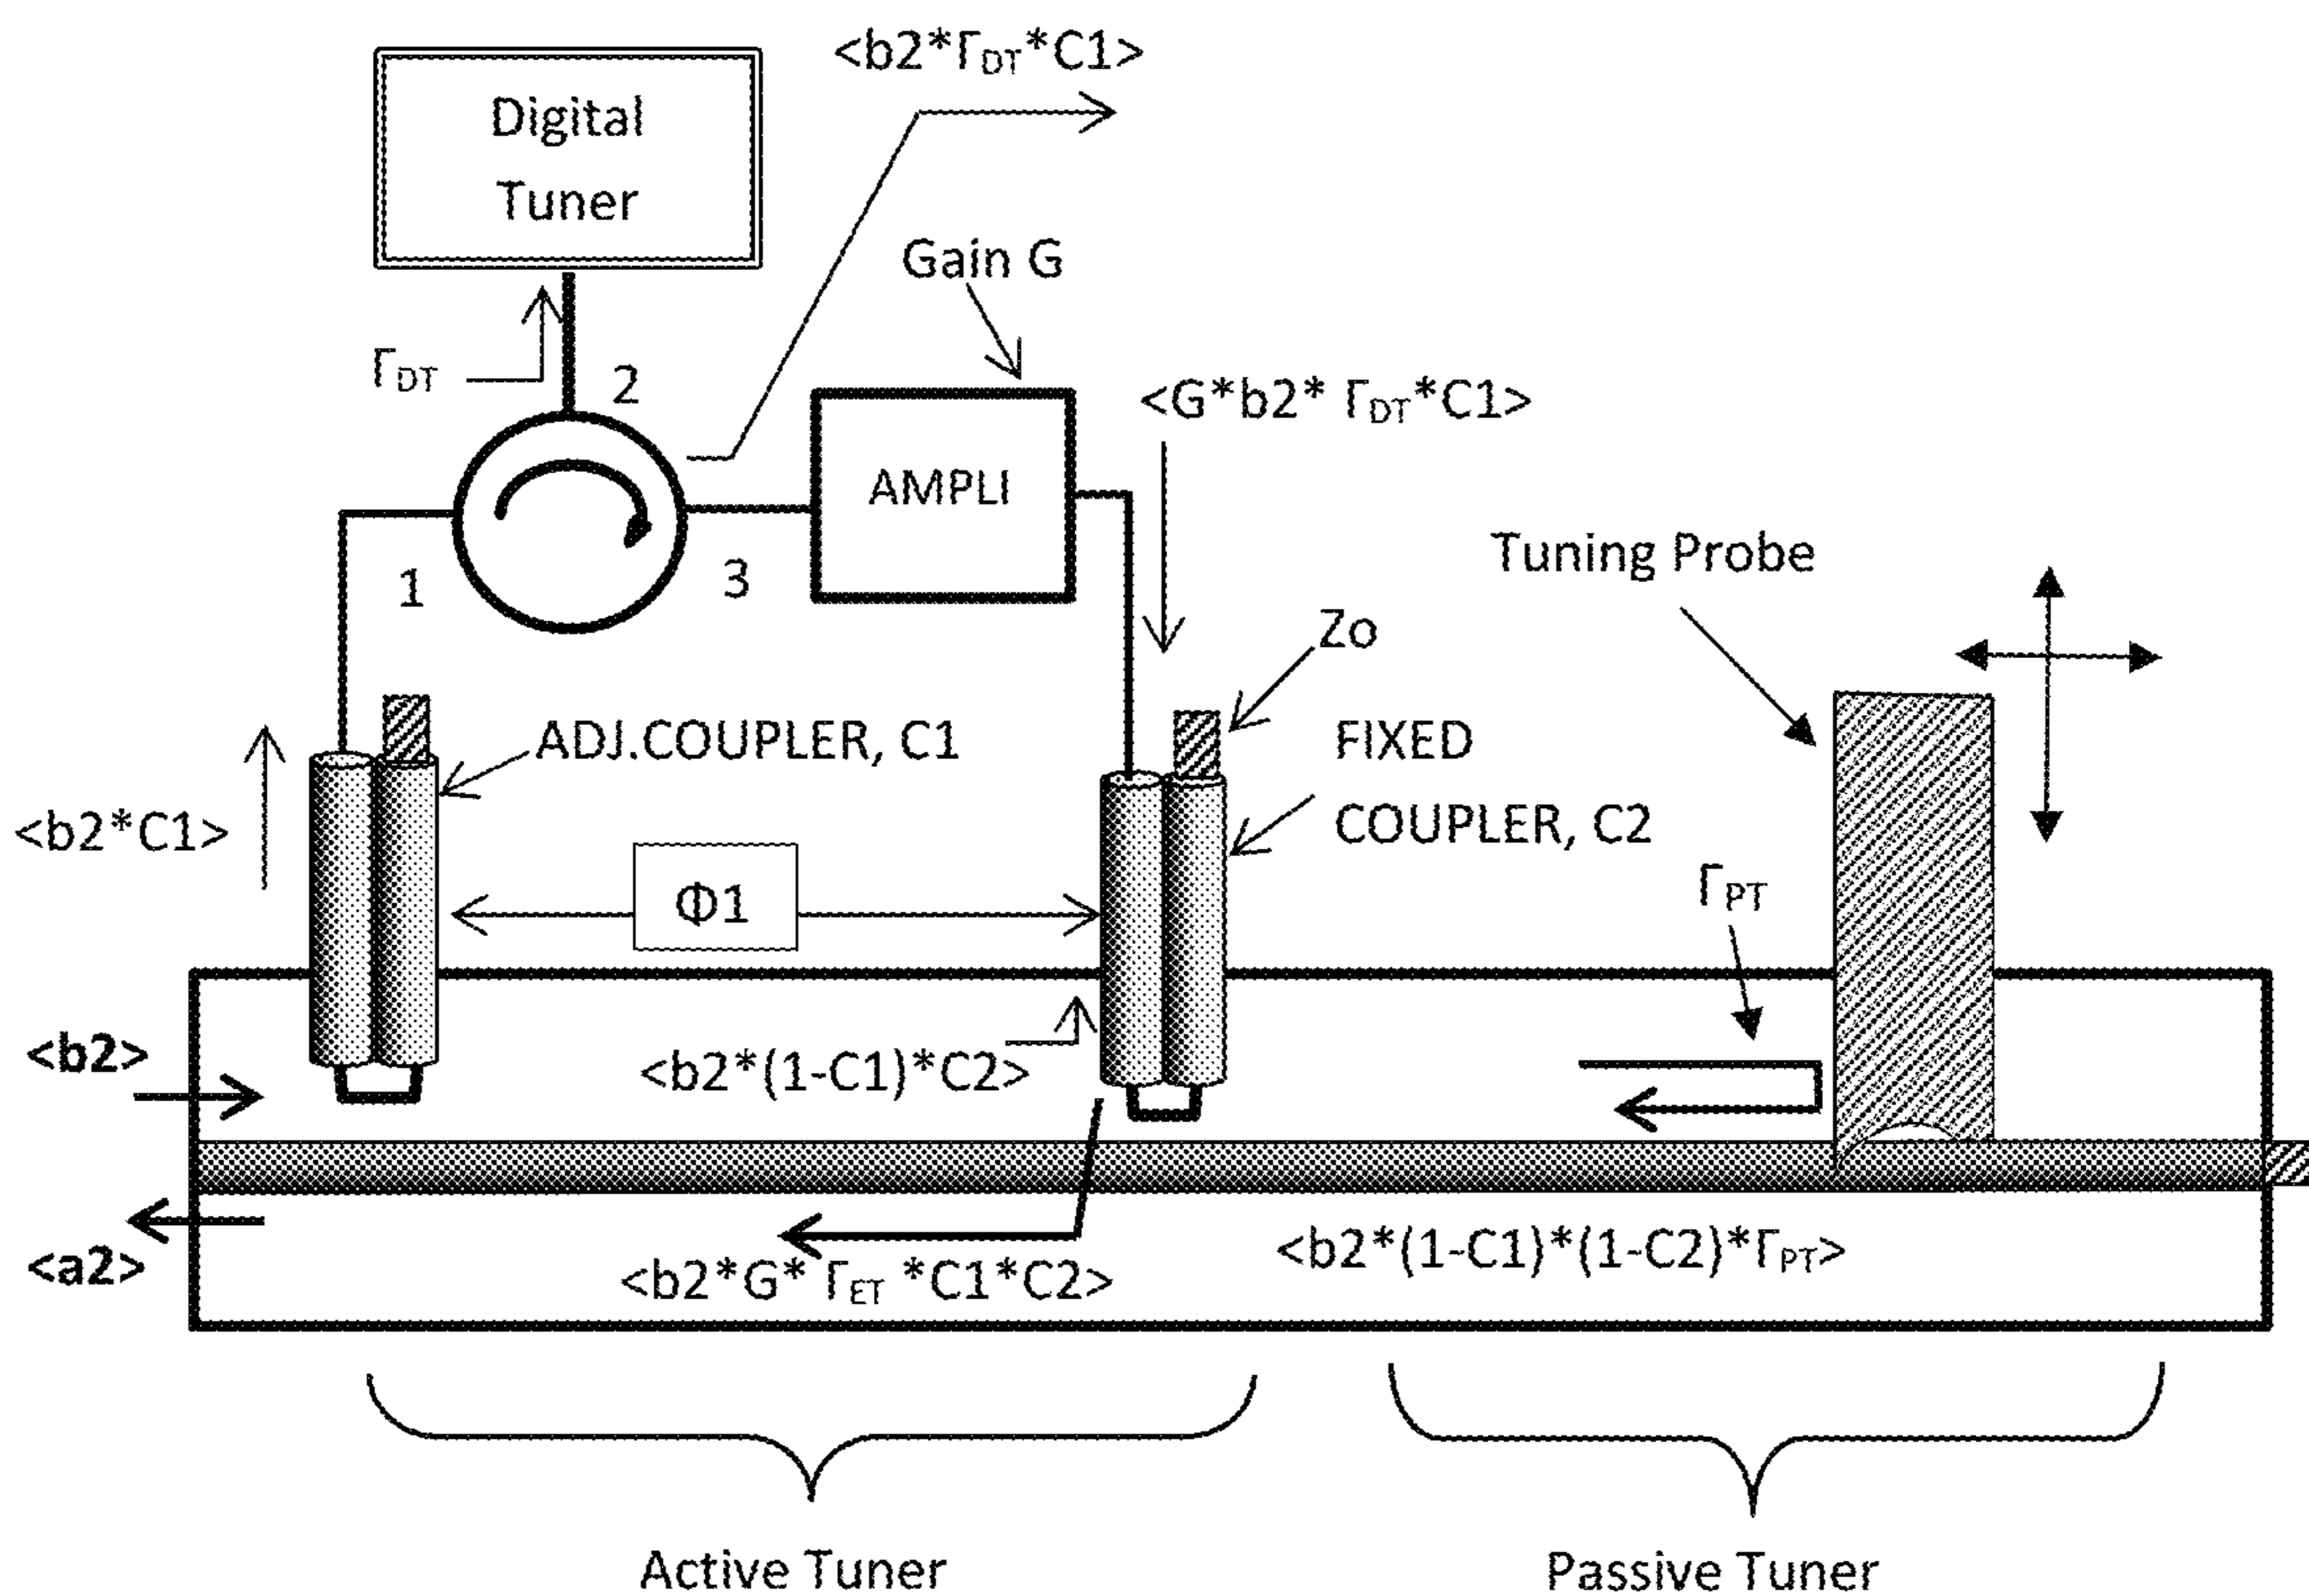 <b2*ΓDT*C1>
Digital
Tuner
Gain G
ΓDT
2
<G*b2* ΓDT*C1>
AMPLI
1
3
Tuning Probe
Zo
ADJ.COUPLER, C1
FIXED
COUPLER, C2
<b2*C1>
Φ1
ΓPT
<b2>
<b2*(1-C1)*C2>
<a2>
<b2*(1-C1)*(1-C2)*ΓPT>
<b2*G* ΓET *C1*C2>
Active Tuner
Passive Tuner